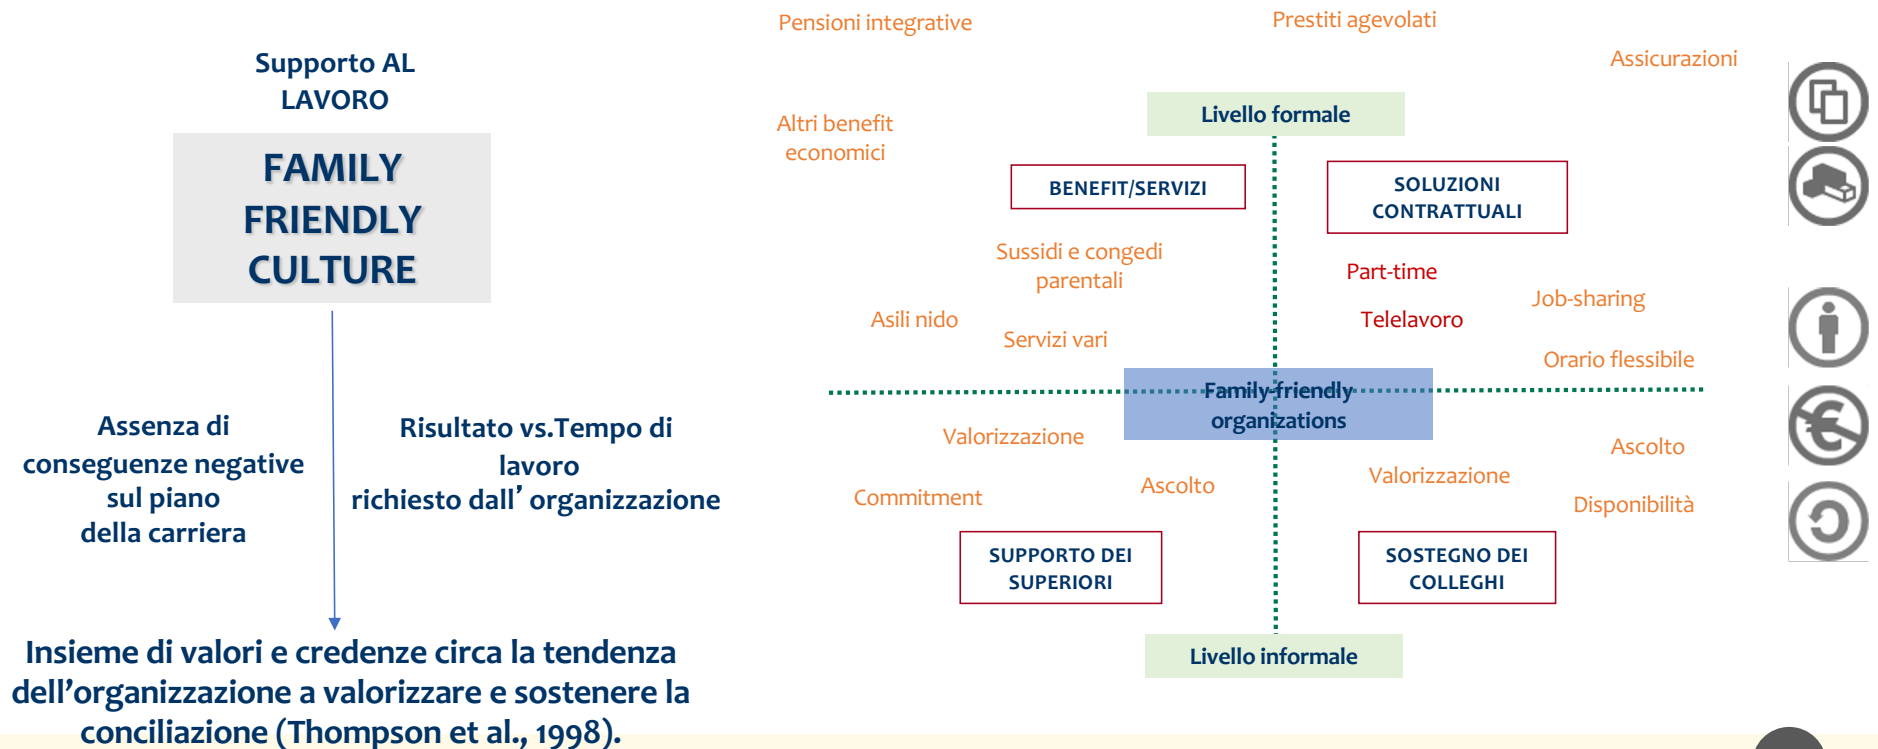 Supporto AL
LAVORO
FAMILY
FRIENDLY
CULTURE
Assenza di
conseguenze negative
sul piano
della carriera
Risultato vs.Tempo di
lavoro
richiesto dall’ organizzazione
Insieme di valori e credenze circa la tendenza
dell’organizzazione a valorizzare e sostenere la
conciliazione (Thompson et al., 1998).
Pensioni integrative
Prestiti agevolati
Assicurazioni
Livello formale
Altri benefit
economici
BENEFIT/SERVIZI
SOLUZIONI
CONTRATTUALI
Sussidi e congedi
parentali
Part-time
Job-sharing
Asili nido
Telelavoro
Servizi vari
Orario flessibile
Family-friendly
organizations
Valorizzazione
Ascolto
Commitment
Ascolto
Valorizzazione
Disponibilità
SUPPORTO DEI
SUPERIORI
SOSTEGNO DEI
COLLEGHI
Livello informale